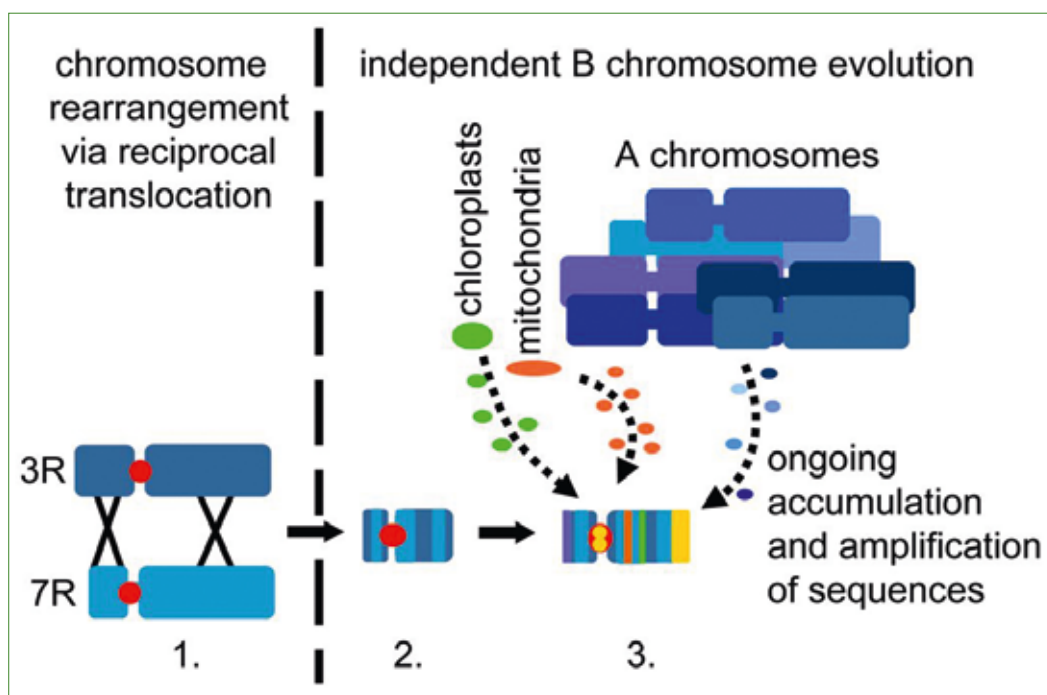 chromosome
rearrangement
via reciprocal
translocation
independent B chromosome evolution
chloroplasts
mitochondria
A chromosomes
3R
7R
ongoing
accumulation
and amplification
of sequences
1.
2.
3.